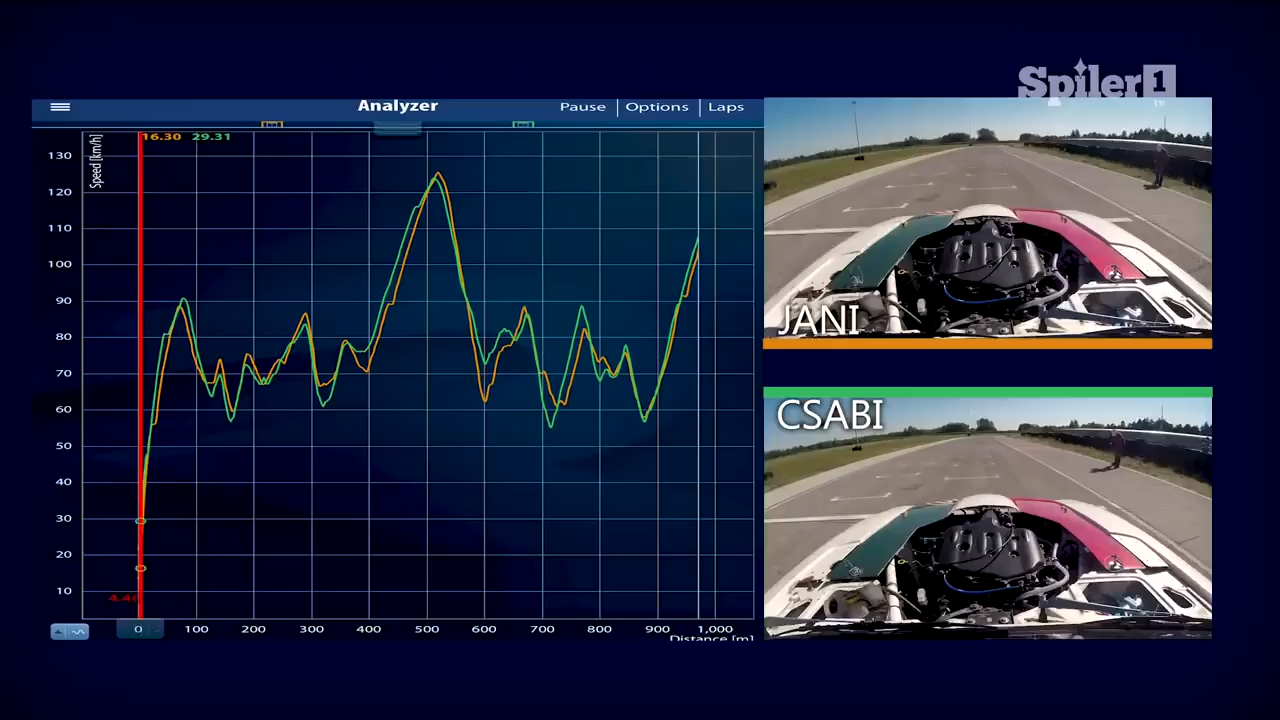 Spiler1
tv
Analyzer
Pause
Options
Laps
16.30 29.31
Speed [km/h]
130
120
110
100
90
80
70
60
50
40
30
20
10
0
100
200
300
400
500
600
700
800
900
1,000
Distance [m]
JANI
CSABI